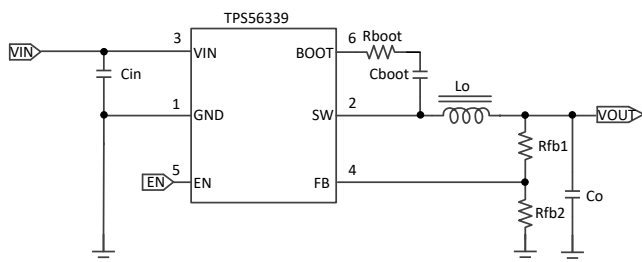 TPS56339
VIN
3
VIN
BOOT
6
Rboot
Cin
Cboot
Lo
1
GND
SW
2
VOUT
Rfb1
5
EN
EN
FB
4
Rfb2
Co